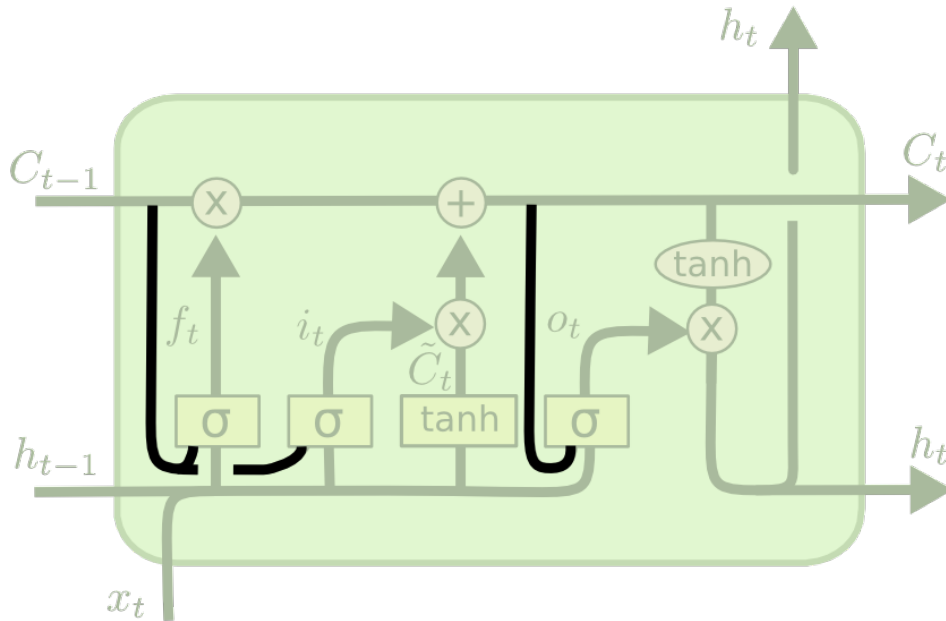 h_t
C_{t-1}
x
+
C_t
tanh
f_t
i_t
x
o_t
x
C̃_t
σ
σ
tanh
σ
h_{t-1}
h_t
x_t